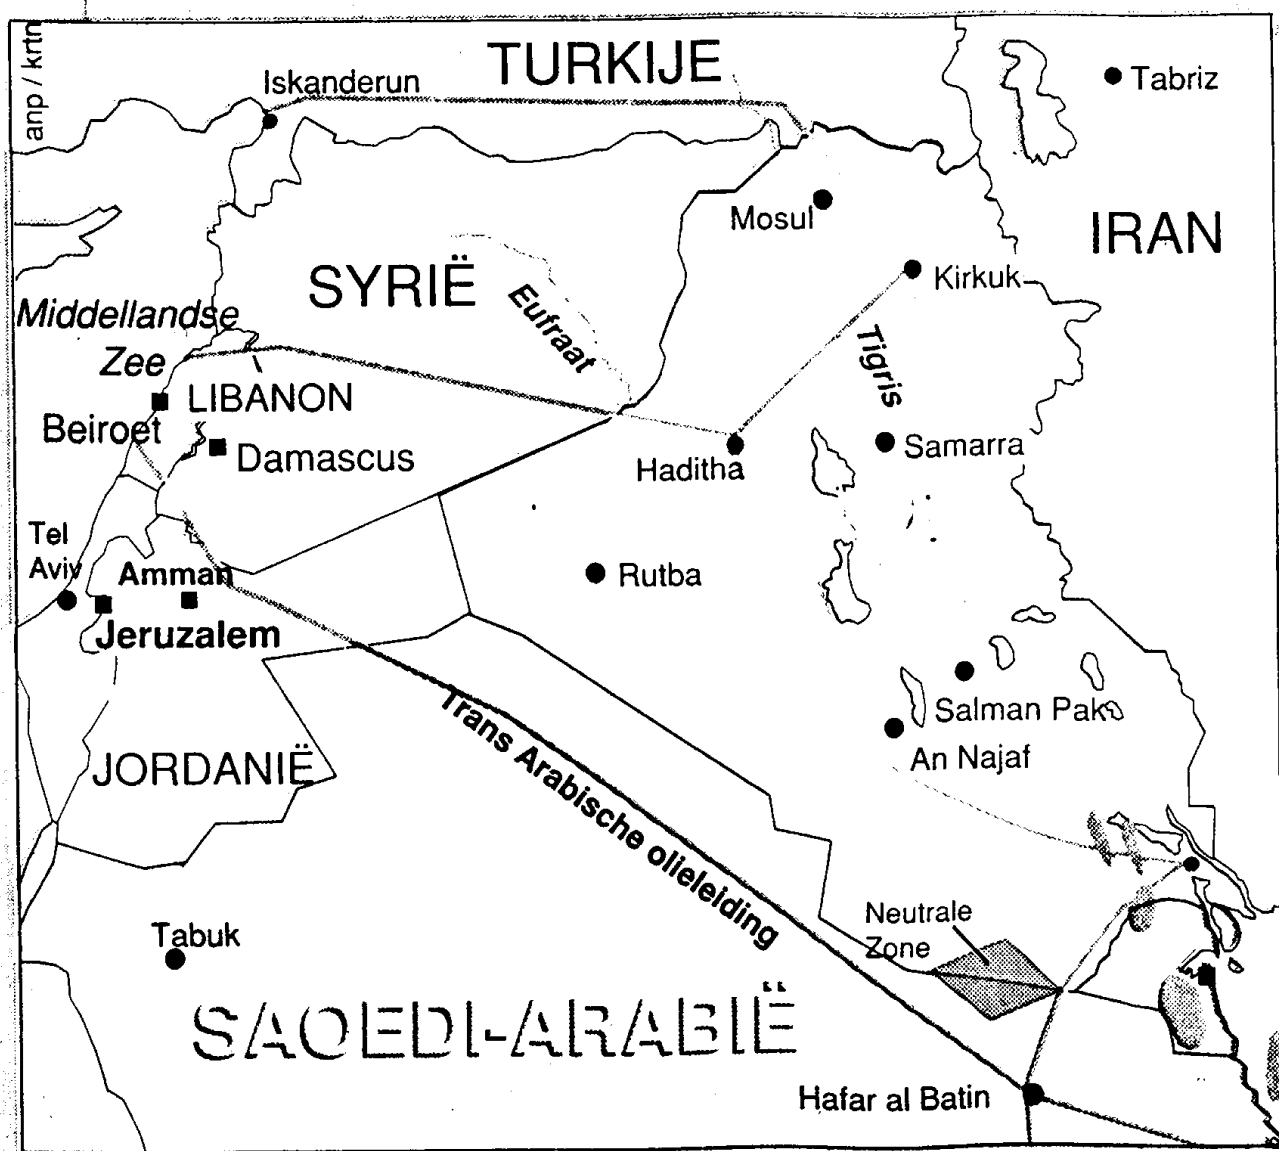 anp / krtn
TURKIJE
Iskanderun
Tabriz
Mosul
IRAN
Kirkuk
SYRIË
Eufraat
Tigris
Middellandse
Zee
LIBANON
Beiroet
Damascus
Haditha
Samarra
Tel
Aviv
Amman
Rutba
Jeruzalem
Salman Pak
An Najaf
JORDANIË
Trans Arabische olieleiding
Neutrale
Zone
Tabuk
SAOEDI-ARABIË
Hafar al Batin